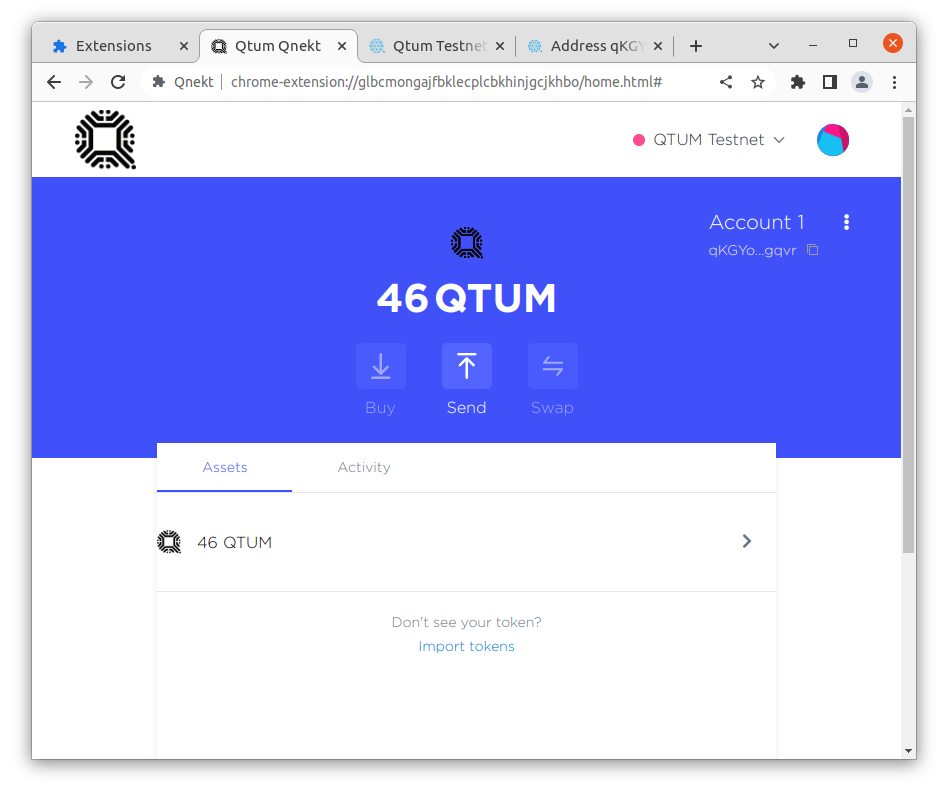 Extensions
Qtum Qnekt
Qtum Testnet
Address qKGY
Qnekt
chrome-extension://glbcmongajfbklecplcbkhinjgcjkhbo/home.html#
QTUM Testnet
Account 1
qKGYo...gqvr
46 QTUM
Buy
Send
Swap
Assets
Activity
46 QTUM
Don't see your token?
Import tokens